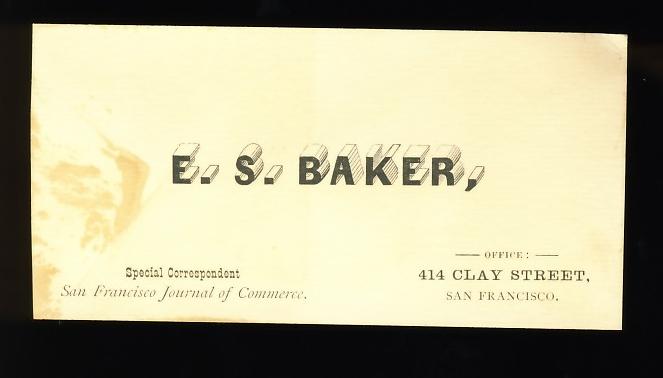 E. S. BAKER,
Special Correspondent
San Francisco Journal of Commerce.
OFFICE:
414 CLAY STREET,
SAN FRANCISCO.